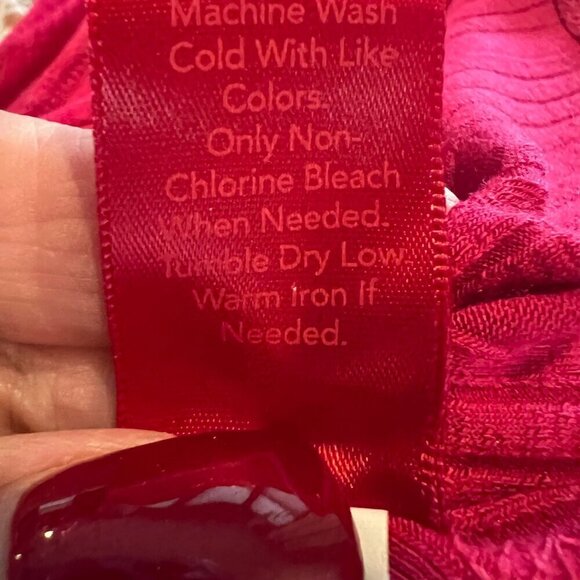 Machine Wash
Cold With Like
Colors.
Only Non-
Chlorine Bleach
When Needed.
Tumble Dry Low
Warm Iron If
Needed.